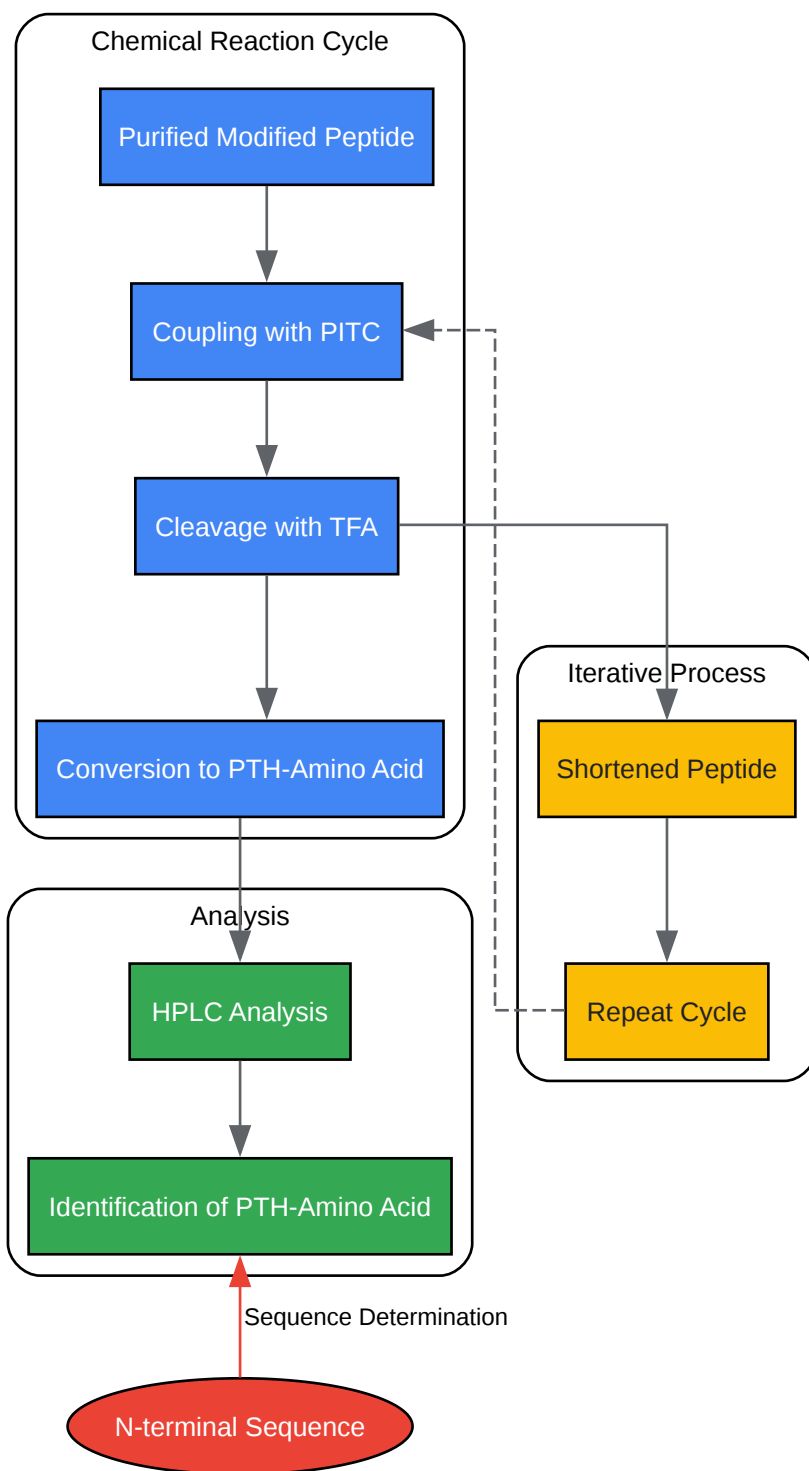 Chemical Reaction Cycle
Purified Modified Peptide
Coupling with PITC
Cleavage with TFA
Conversion to PTH-Amino Acid
Iterative Process
Shortened Peptide
Repeat Cycle
Analysis
HPLC Analysis
Identification of PTH-Amino Acid
Sequence Determination
N-terminal Sequence